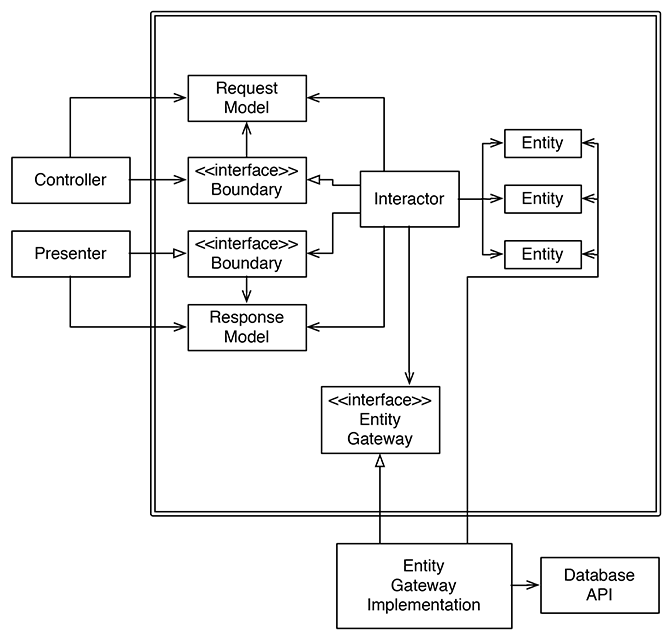 Request
Model
Controller
<<interface>>
Boundary
Interactor
Entity
Entity
Entity
Presenter
<<interface>>
Boundary
Response
Model
<<interface>>
Entity
Gateway
Entity
Gateway
Implementation
Database
API